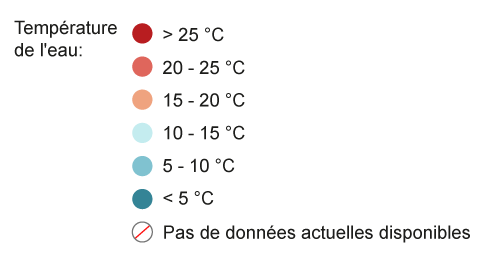 Température
de l'eau:
> 25 °C
20 - 25 °C
15 - 20 °C
10 - 15 °C
5 - 10 °C
< 5 °C
Pas de données actuelles disponibles